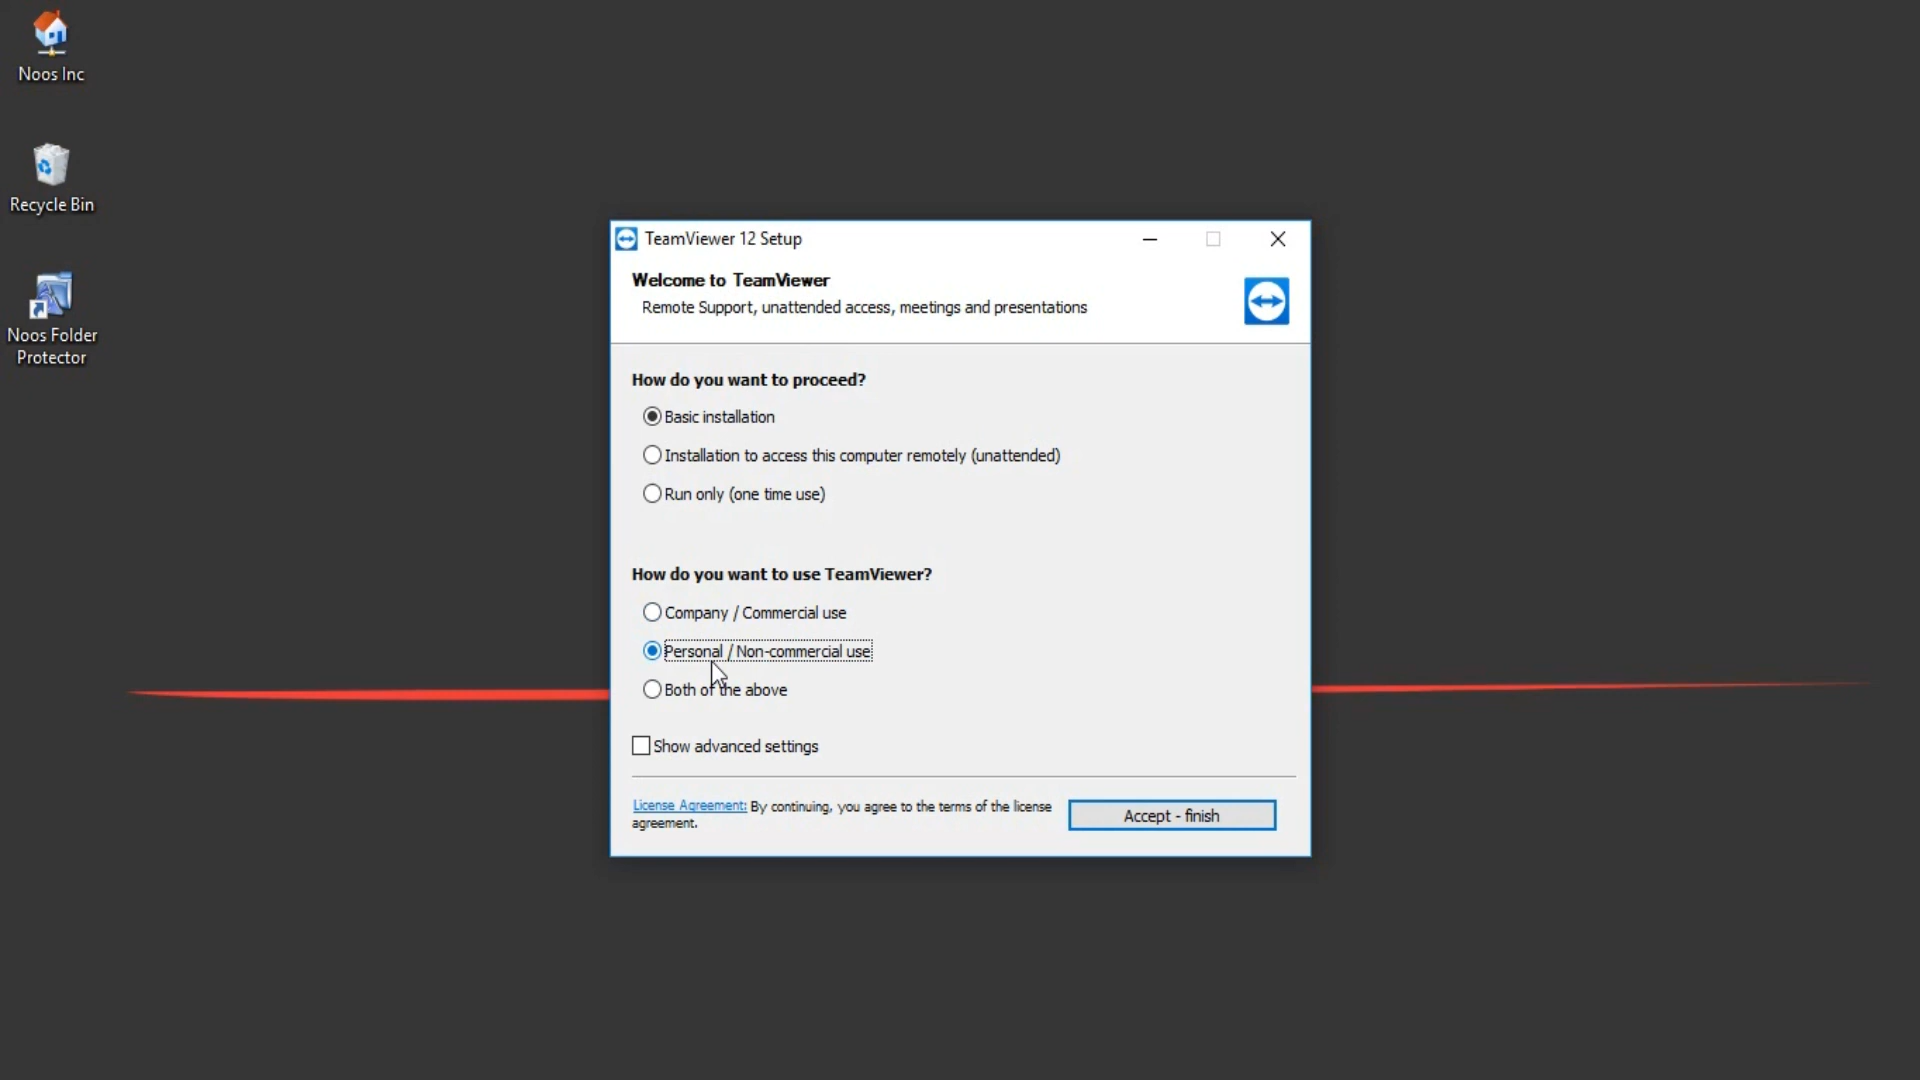 Noos Inc
Recycle Bin
Noos Folder
Protector
TeamViewer 12 Setup
Welcome to TeamViewer
Remote Support, unattended access, meetings and presentations
How do you want to proceed?
Basic installation
Installation to access this computer remotely (unattended)
Run only (one time use)
How do you want to use TeamViewer?
Company / Commercial use
Personal / Non-commercial use
Both of the above
Show advanced settings
License Agreement: By continuing, you agree to the terms of the license
agreement.
Accept - finish